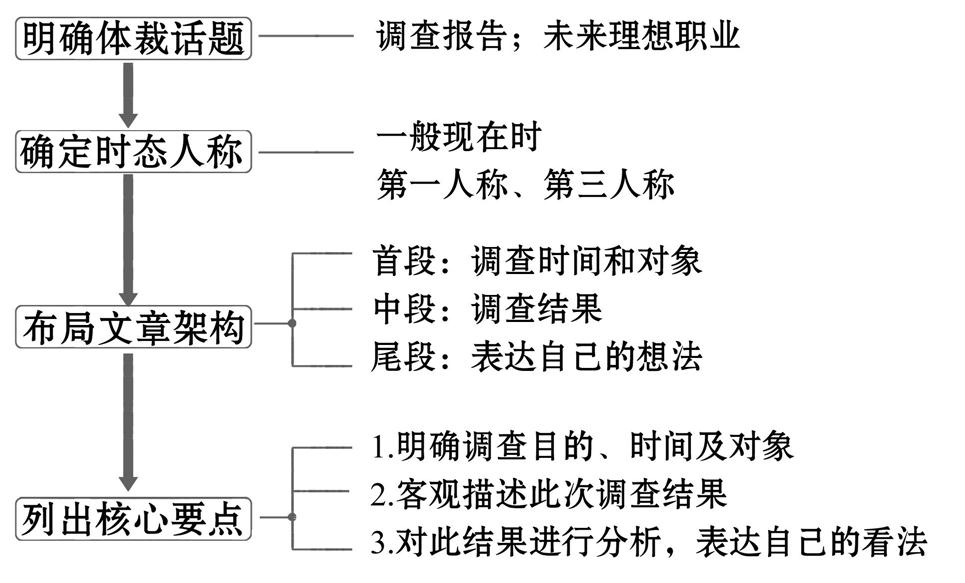 明确体裁话题
调查报告；未来理想职业
确定时态人称
一般现在时
第一人称、第三人称
布局文章架构
首段：调查时间和对象
中段：调查结果
尾段：表达自己的想法
列出核心要点
1.明确调查目的、时间及对象
2.客观描述此次调查结果
3.对此结果进行分析，表达自己的看法